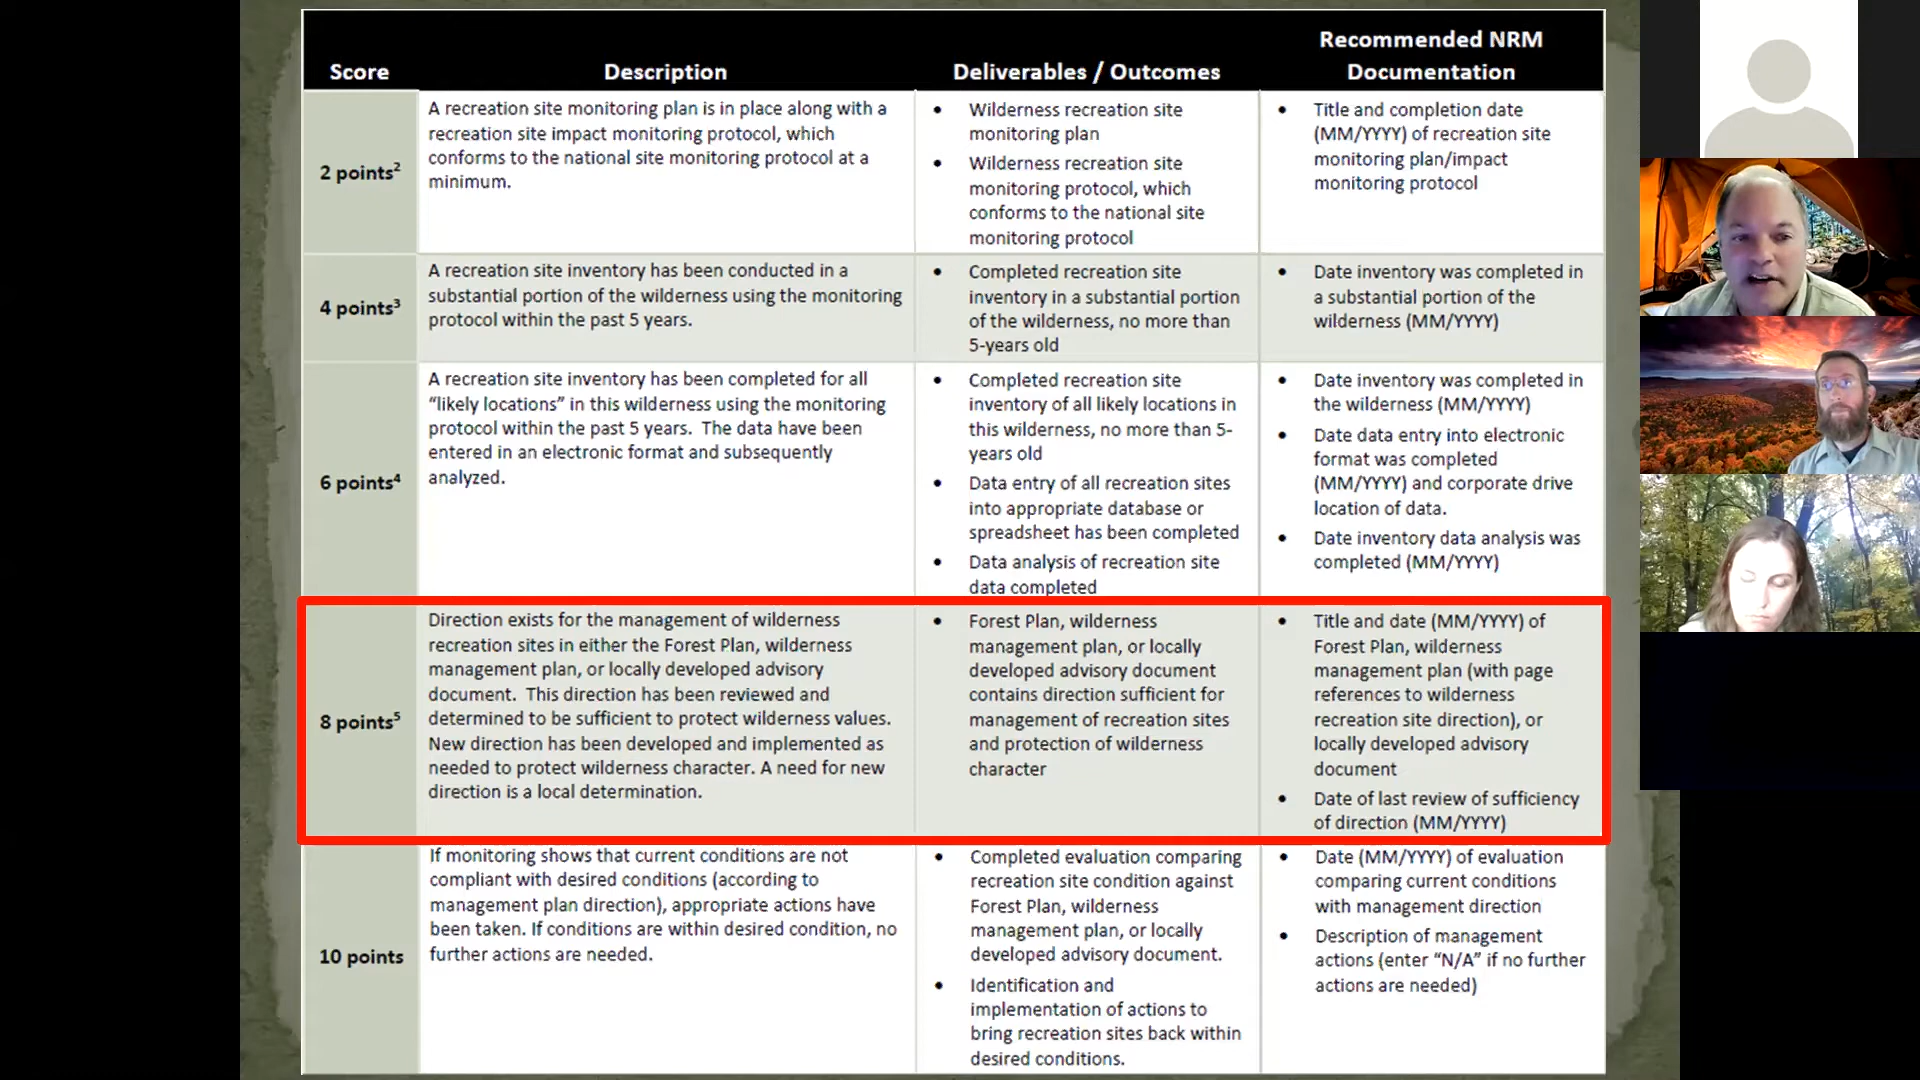 Score
Description
Deliverables / Outcomes
Recommended NRM
Documentation
2 points²
A recreation site monitoring plan is in place along with a
recreation site impact monitoring protocol, which
conforms to the national site monitoring protocol at a
minimum.
• Wilderness recreation site
monitoring plan
• Wilderness recreation site
monitoring protocol, which
conforms to the national site
monitoring protocol
• Title and completion date
(MM/YYYY) of recreation site
monitoring plan/impact
monitoring protocol
4 points³
A recreation site inventory has been conducted in a
substantial portion of the wilderness using the monitoring
protocol within the past 5 years.
• Completed recreation site
inventory in a substantial portion
of the wilderness, no more than
5-years old
• Date inventory was completed in
a substantial portion of the
wilderness (MM/YYYY)
6 points⁴
A recreation site inventory has been completed for all
“likely locations” in this wilderness using the monitoring
protocol within the past 5 years. The data have been
entered in an electronic format and subsequently
analyzed.
• Completed recreation site
inventory of all likely locations in
this wilderness, no more than 5-
years old
• Data entry of all recreation sites
into appropriate database or
spreadsheet has been completed
• Data analysis of recreation site
data completed
• Date inventory was completed in
the wilderness (MM/YYYY)
• Date data entry into electronic
format was completed
(MM/YYYY) and corporate drive
location of data.
• Date inventory data analysis was
completed (MM/YYYY)
8 points⁵
Direction exists for the management of wilderness
recreation sites in either the Forest Plan, wilderness
management plan, or locally developed advisory
document. This direction has been reviewed and
determined to be sufficient to protect wilderness values.
New direction has been developed and implemented as
needed to protect wilderness character. A need for new
direction is a local determination.
• Forest Plan, wilderness
management plan, or locally
developed advisory document
contains direction sufficient for
management of recreation sites
and protection of wilderness
character
• Title and date (MM/YYYY) of
Forest Plan, wilderness
management plan (with page
references to wilderness
recreation site direction), or
locally developed advisory
document
• Date of last review of sufficiency
of direction (MM/YYYY)
10 points
If monitoring shows that current conditions are not
compliant with desired conditions (according to
management plan direction), appropriate actions have
been taken. If conditions are within desired condition, no
further actions are needed.
• Completed evaluation comparing
recreation site condition against
Forest Plan, wilderness
management plan, or locally
developed advisory document.
• Identification and
implementation of actions to
bring recreation sites back within
desired conditions.
• Date (MM/YYYY) of evaluation
comparing current conditions
with management direction
• Description of management
actions (enter “N/A” if no further
actions are needed)